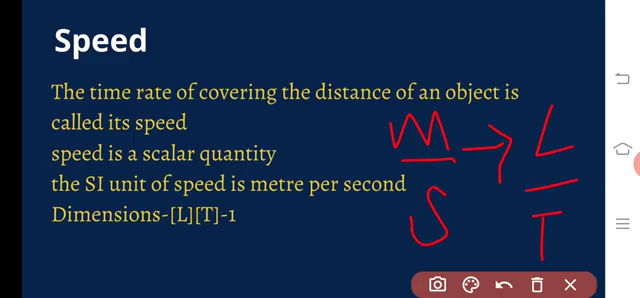 Speed
The time rate of covering the distance of an object is
called its speed
speed is a scalar quantity
the SI unit of speed is metre per second
Dimensions-[L][T]-1
M → L
S T